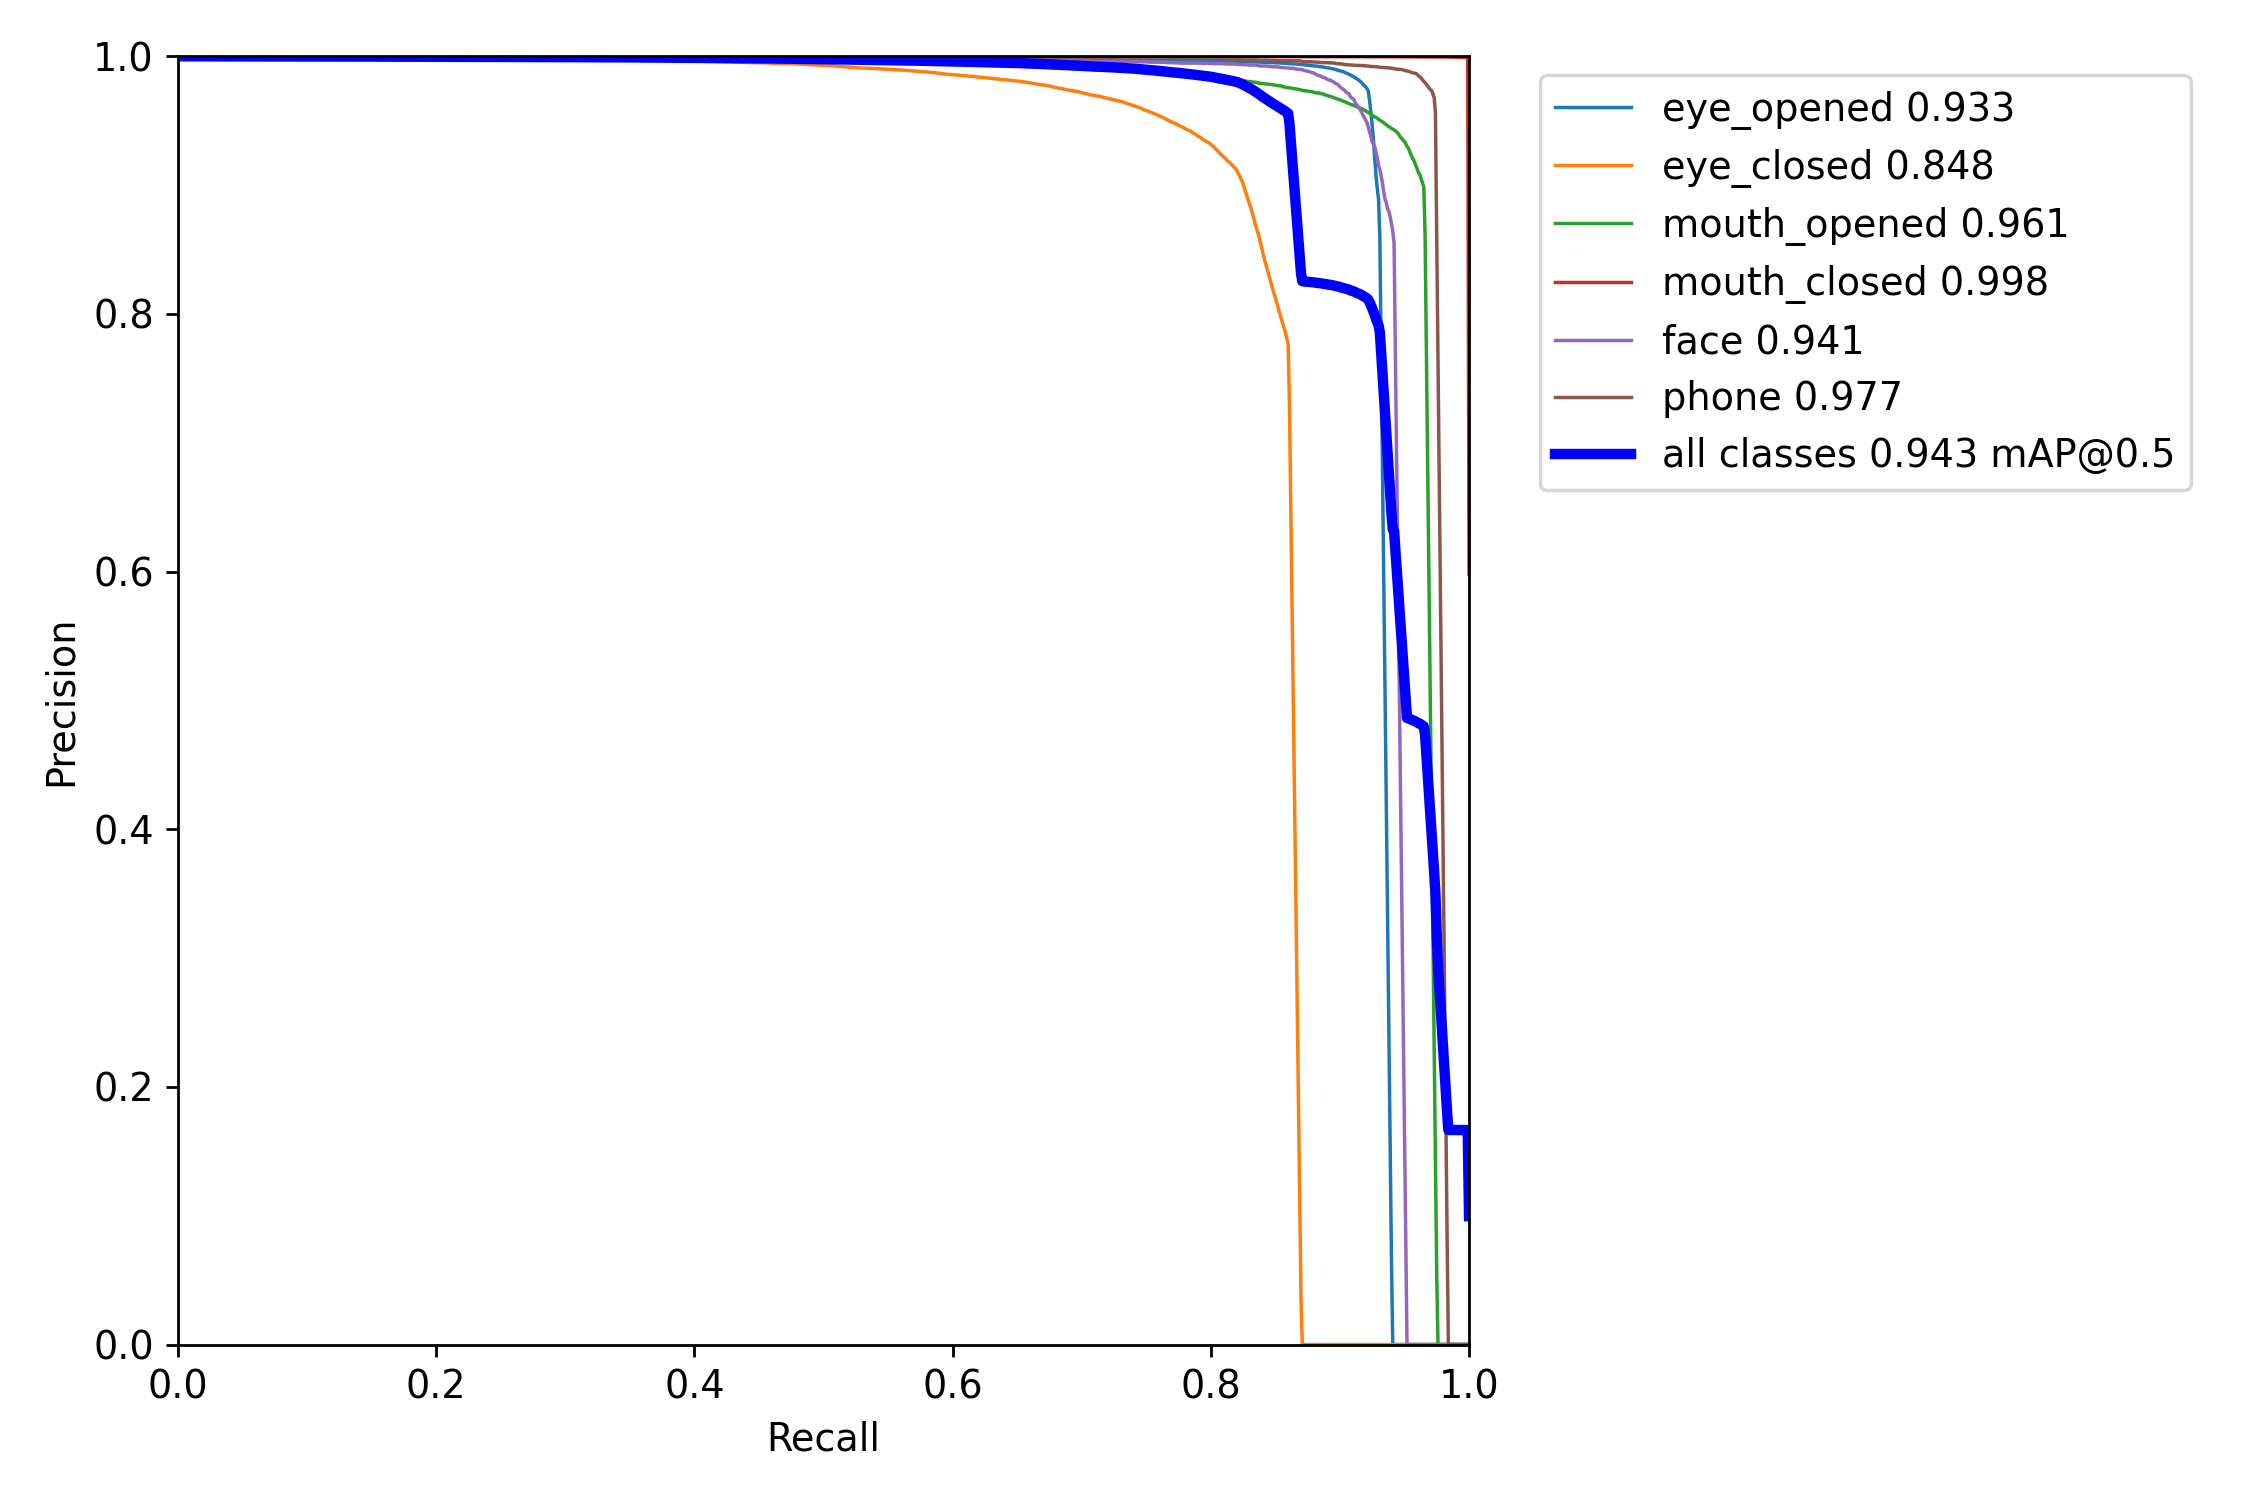 1.0
0.8
0.6
0.4
0.2
0.0
Precision
0.0 0.2 0.4 0.6 0.8 1.0
Recall
eye_opened 0.933
eye_closed 0.848
mouth_opened 0.961
mouth_closed 0.998
face 0.941
phone 0.977
all classes 0.943 mAP@0.5